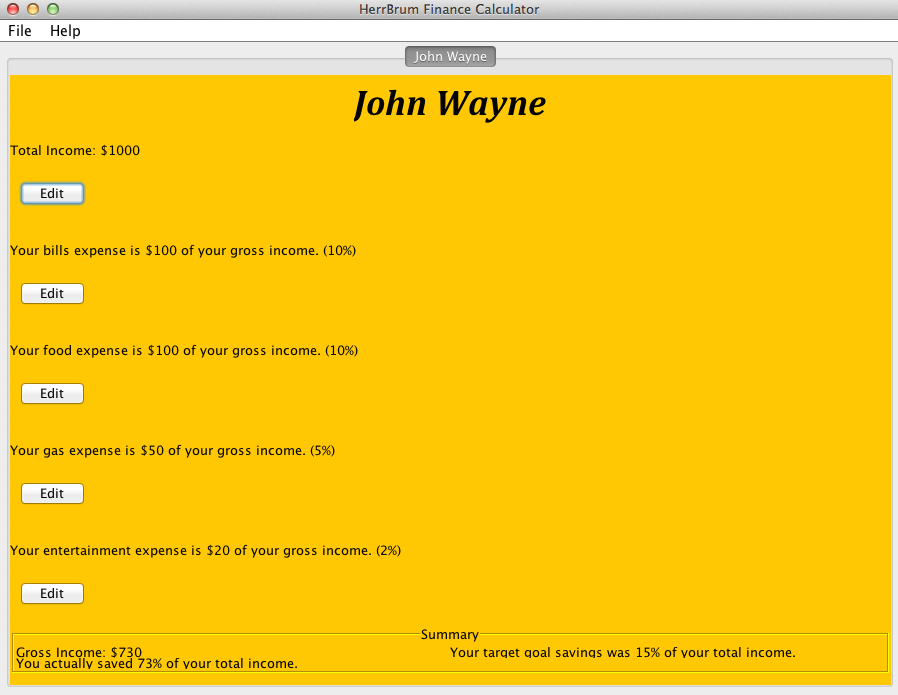 HerrBrum Finance Calculator
File Help
John Wayne
John Wayne
Total Income: $1000
Edit
Your bills expense is $100 of your gross income. (10%)
Edit
Your food expense is $100 of your gross income. (10%)
Edit
Your gas expense is $50 of your gross income. (5%)
Edit
Your entertainment expense is $20 of your gross income. (2%)
Edit
Summary
Gross Income: $730 Your target goal savings was 15% of your total income.
You actually saved 73% of your total income.